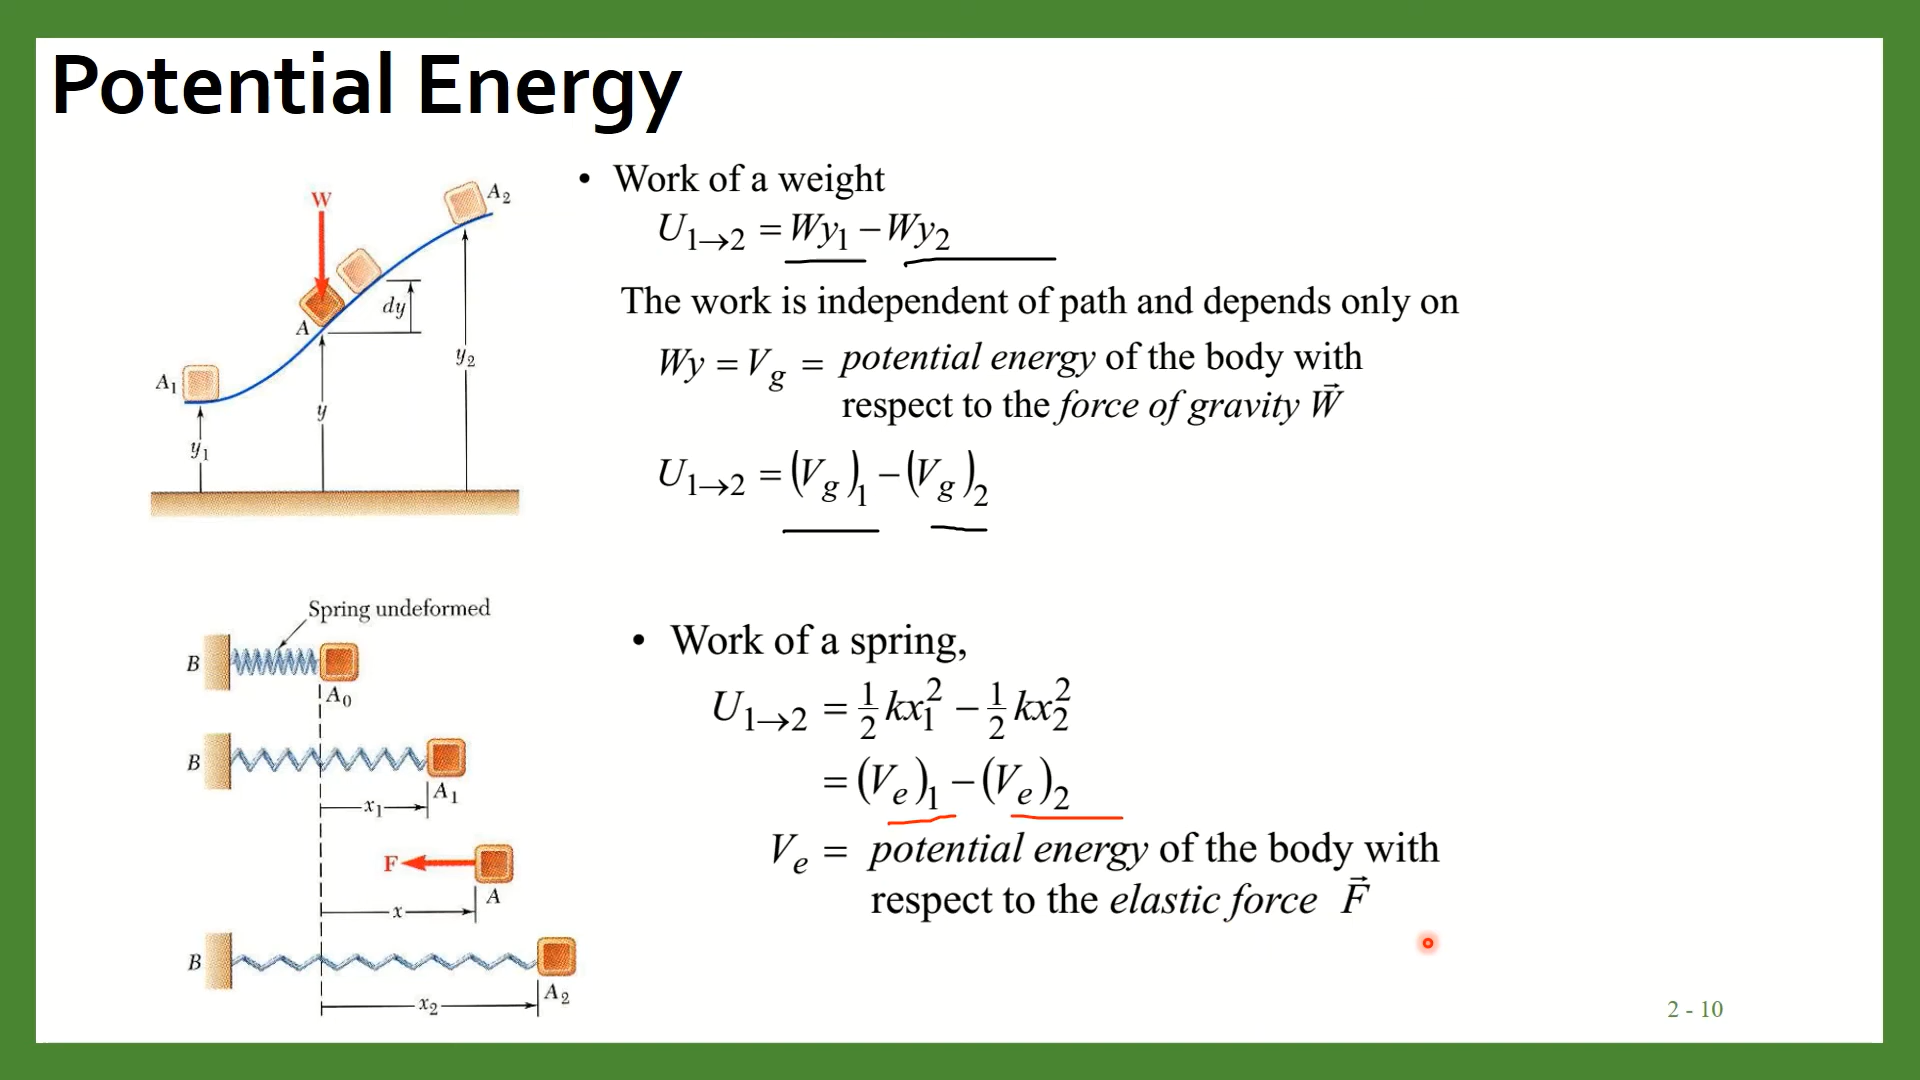 Potential Energy
• Work of a weight
U1→2 = Wy1 − Wy2
The work is independent of path and depends only on
Wy = Vg = potential energy of the body with
respect to the force of gravity W⃗
U1→2 = (Vg)1 − (Vg)2
W
A2
dy
A
y2
A1
y
y1
Spring undeformed
B
A0
B
A1
x1
F
A
x
B
A2
x2
• Work of a spring,
U1→2 = ½ kx1² − ½ kx2²
= (Ve)1 − (Ve)2
Ve = potential energy of the body with
respect to the elastic force F⃗
2 - 10